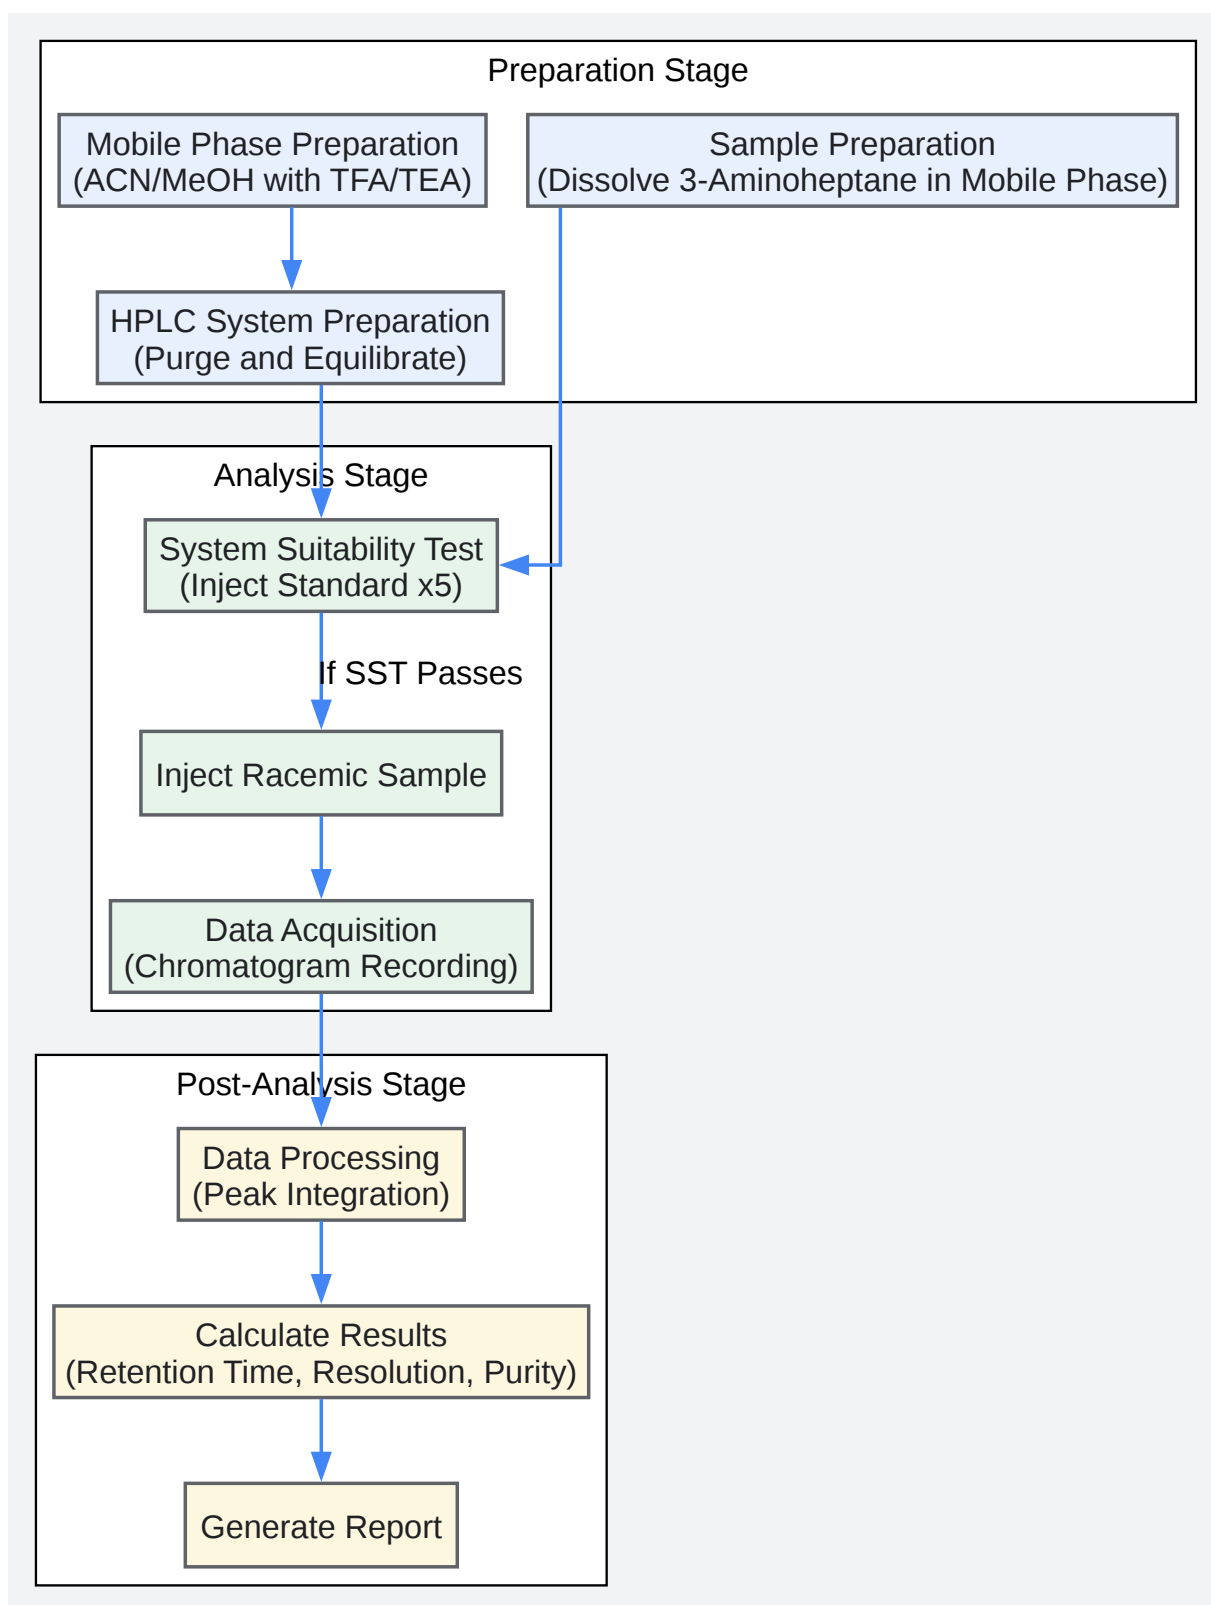 Preparation Stage
Mobile Phase Preparation
(ACN/MeOH with TFA/TEA)
Sample Preparation
(Dissolve 3-Aminoheptane in Mobile Phase)
HPLC System Preparation
(Purge and Equilibrate)
Analysis Stage
System Suitability Test
(Inject Standard x5)
If SST Passes
Inject Racemic Sample
Data Acquisition
(Chromatogram Recording)
Post-Analysis Stage
Data Processing
(Peak Integration)
Calculate Results
(Retention Time, Resolution, Purity)
Generate Report